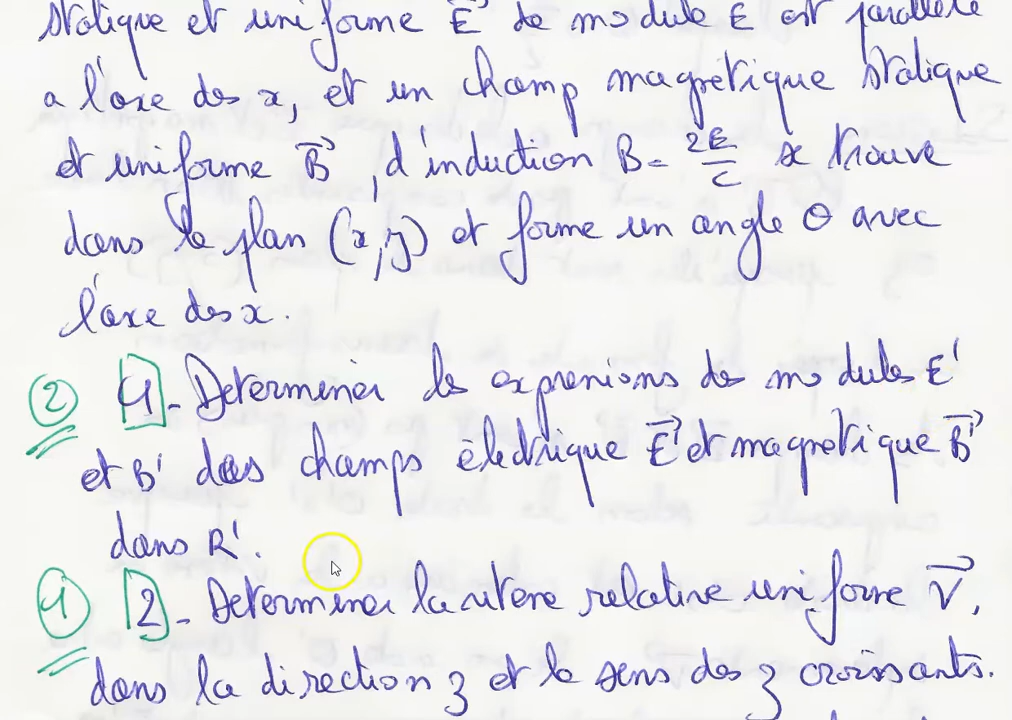 statique et uniforme E⃗ de module E est parallèle
a l'axe des x, et un champ magnétique statique
et uniforme B⃗, d'induction B = 2E/C se trouve
dans le plan (x,y) et forme un angle θ avec
l'axe des x.
② 1 - Determiner les expressions des modules E'
et B' des champs électrique E⃗' et magnétique B⃗'
dans R'.
① 2 - Determiner la vitesse relative uniforme V⃗,
dans la direction z et le sens des z croissants.